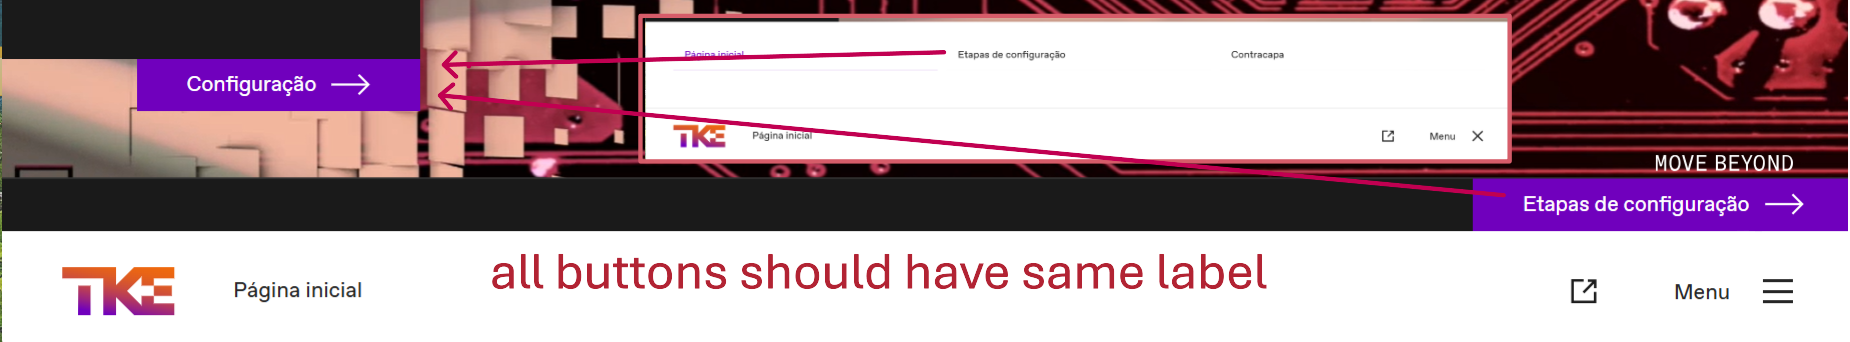 Página inicial
Etapas de configuração
Contracapa
Configuração
TKE
Página inicial
Menu
MOVE BEYOND
Etapas de configuração
all buttons should have same label
TKE
Página inicial
Menu